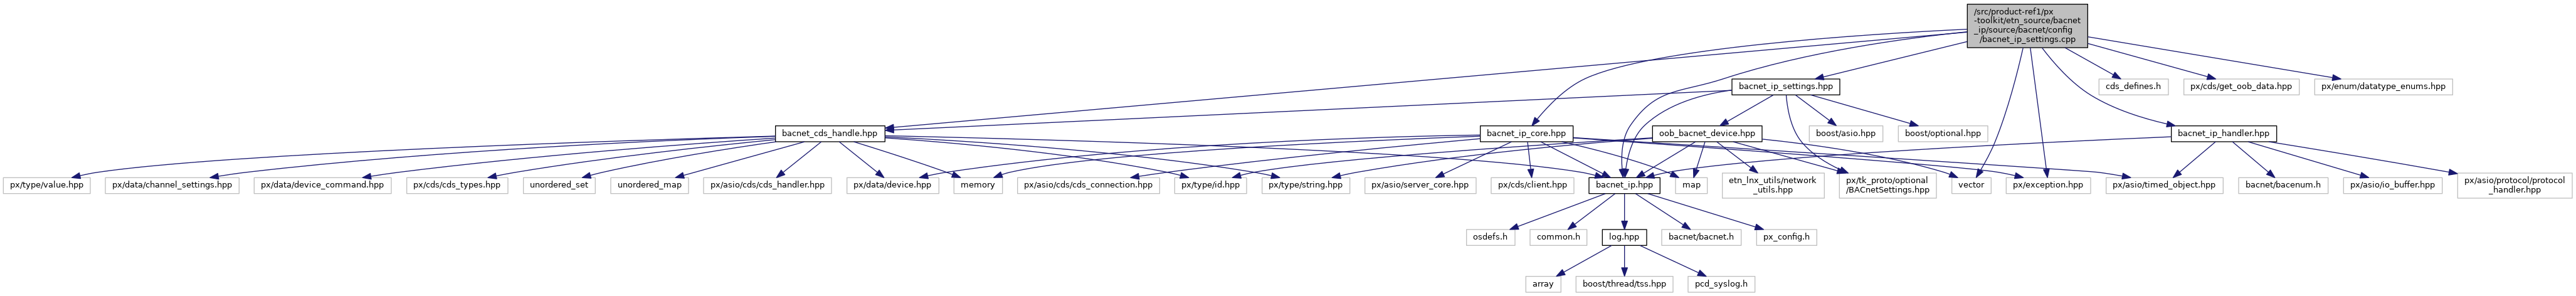 /src/product-ref1/px
-toolkit/etn_source/bacnet
_ip/source/bacnet/config
/bacnet_ip_settings.cpp
bacnet_ip_settings.hpp
cds_defines.h
px/cds/get_oob_data.hpp
px/enum/datatype_enums.hpp
bacnet_cds_handle.hpp
bacnet_ip_core.hpp
oob_bacnet_device.hpp
boost/asio.hpp
boost/optional.hpp
bacnet_ip_handler.hpp
px/type/value.hpp
px/data/channel_settings.hpp
px/data/device_command.hpp
px/cds/cds_types.hpp
unordered_set
unordered_map
px/asio/cds/cds_handler.hpp
px/data/device.hpp
memory
px/asio/cds/cds_connection.hpp
px/type/id.hpp
px/type/string.hpp
px/asio/server_core.hpp
px/cds/client.hpp
bacnet_ip.hpp
map
etn_lnx_utils/network
_utils.hpp
px/tk_proto/optional
/BACnetSettings.hpp
vector
px/exception.hpp
px/asio/timed_object.hpp
bacnet/bacenum.h
px/asio/io_buffer.hpp
px/asio/protocol/protocol
_handler.hpp
osdefs.h
common.h
log.hpp
bacnet/bacnet.h
px_config.h
array
boost/thread/tss.hpp
pcd_syslog.h